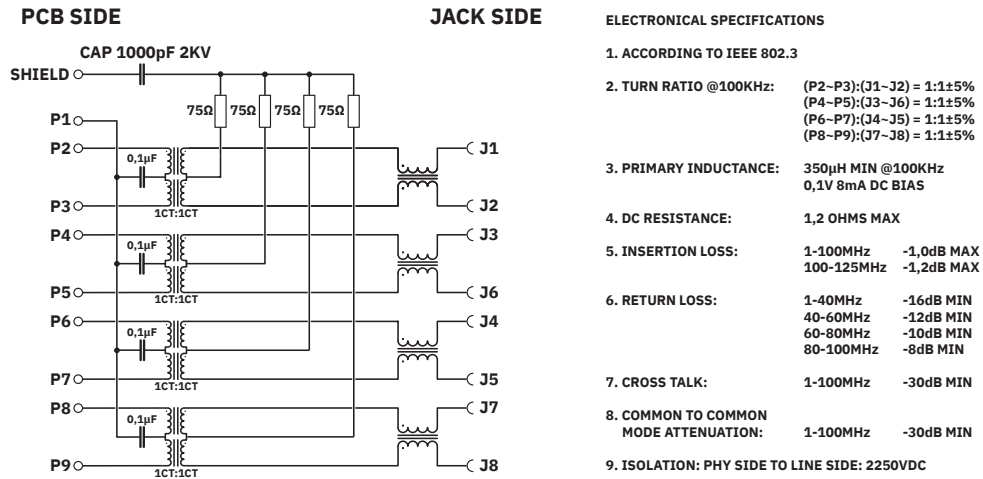 PCB SIDE
JACK SIDE
CAP 1000pF 2KV
SHIELD
75Ω 75Ω 75Ω 75Ω
P1
P2
0,1µF
J1
P3
1CT:1CT
J2
P4
0,1µF
J3
P5
1CT:1CT
J6
P6
0,1µF
J4
P7
1CT:1CT
J5
P8
0,1µF
J7
P9
1CT:1CT
J8
ELECTRONICAL SPECIFICATIONS
1. ACCORDING TO IEEE 802.3
2. TURN RATIO @100KHz: (P2~P3):(J1~J2) = 1:1±5%
(P4~P5):(J3~J6) = 1:1±5%
(P6~P7):(J4~J5) = 1:1±5%
(P8~P9):(J7~J8) = 1:1±5%
3. PRIMARY INDUCTANCE: 350µH MIN @100KHz
0,1V 8mA DC BIAS
4. DC RESISTANCE: 1,2 OHMS MAX
5. INSERTION LOSS: 1-100MHz -1,0dB MAX
100-125MHz -1,2dB MAX
6. RETURN LOSS: 1-40MHz -16dB MIN
40-60MHz -12dB MIN
60-80MHz -10dB MIN
80-100MHz -8dB MIN
7. CROSS TALK: 1-100MHz -30dB MIN
8. COMMON TO COMMON
MODE ATTENUATION: 1-100MHz -30dB MIN
9. ISOLATION: PHY SIDE TO LINE SIDE: 2250VDC